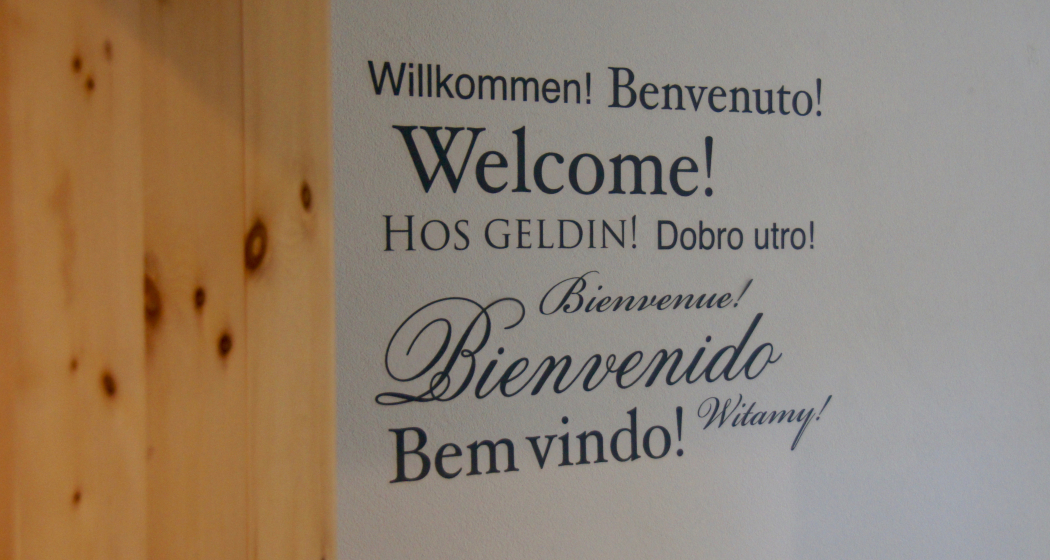 Willkommen! Benvenuto!
Welcome!
HOS GELDIN! Dobro utro!
Bienvenue!
Bienvenido
Bem vindo! Witamy!